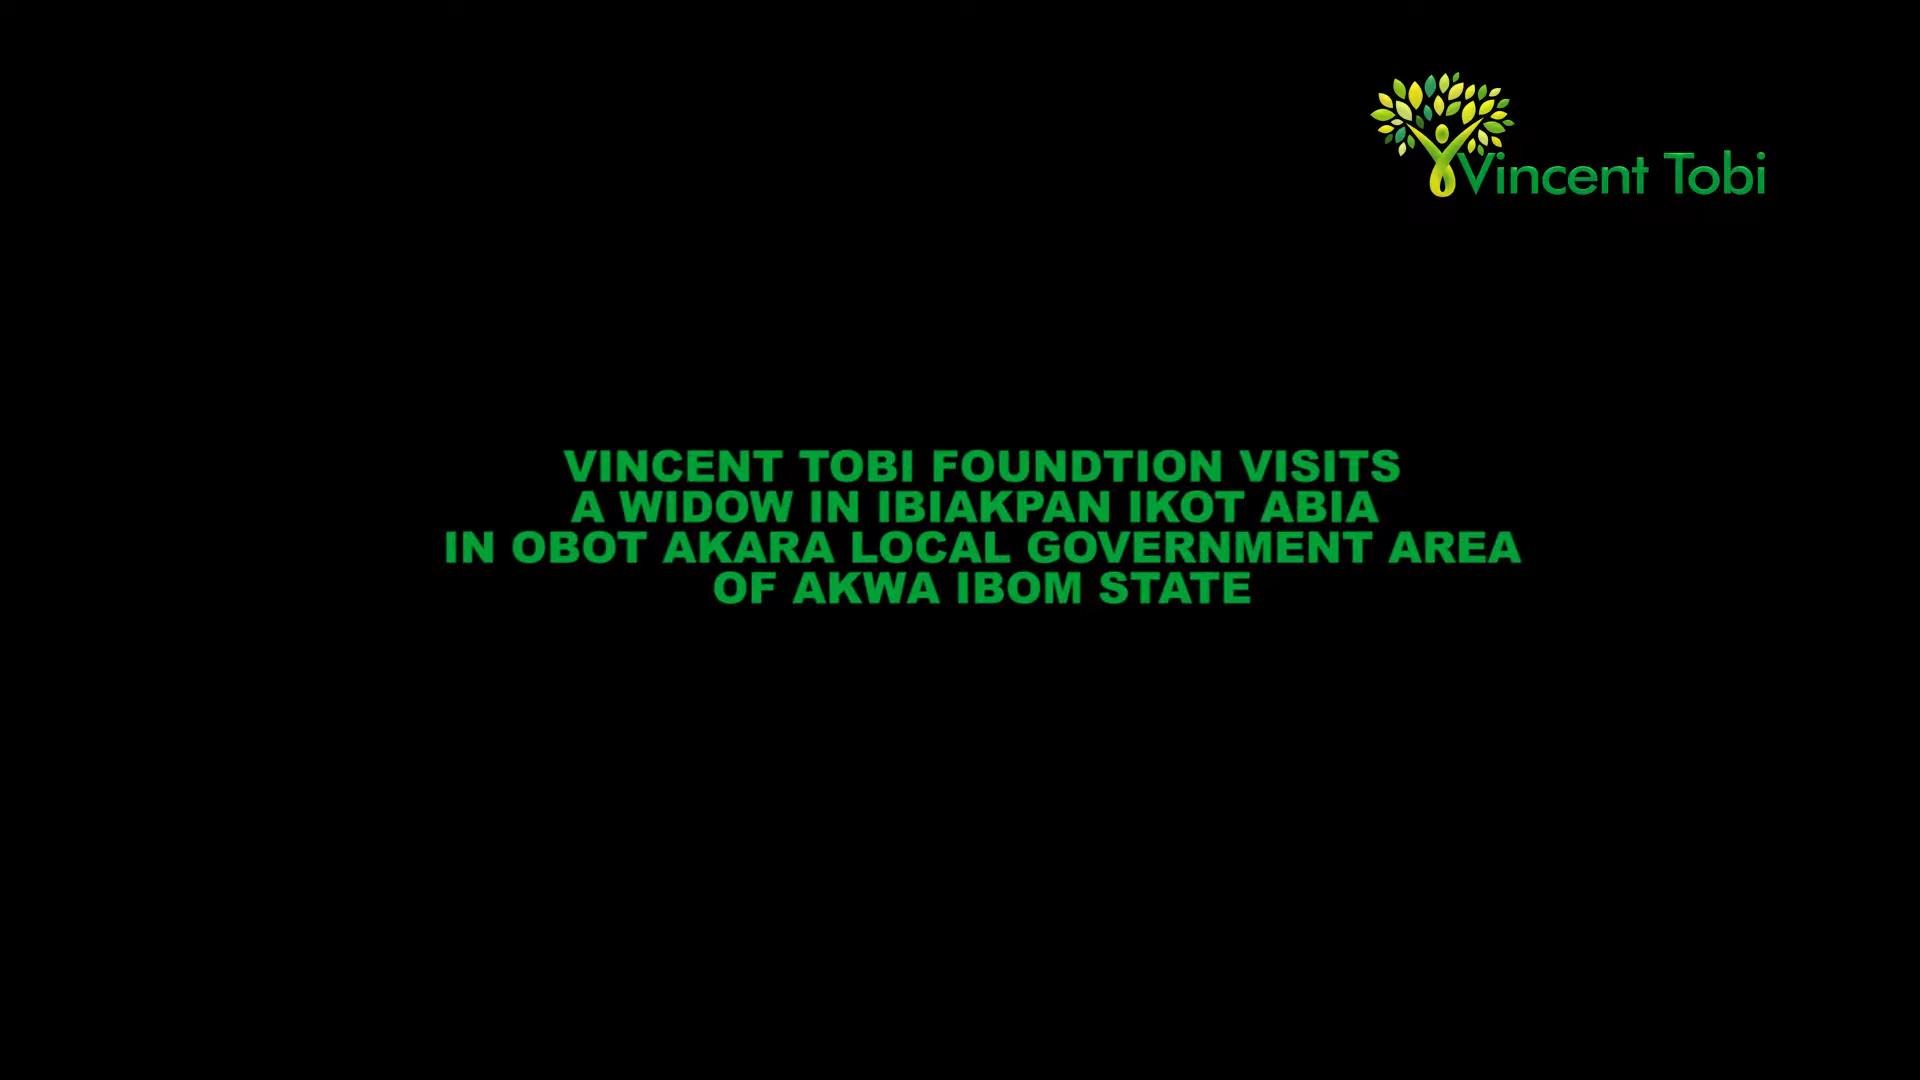 Vincent Tobi
VINCENT TOBI FOUNDTION VISITS
A WIDOW IN IBIAKPAN IKOT ABIA
IN OBOT AKARA LOCAL GOVERNMENT AREA
OF AKWA IBOM STATE